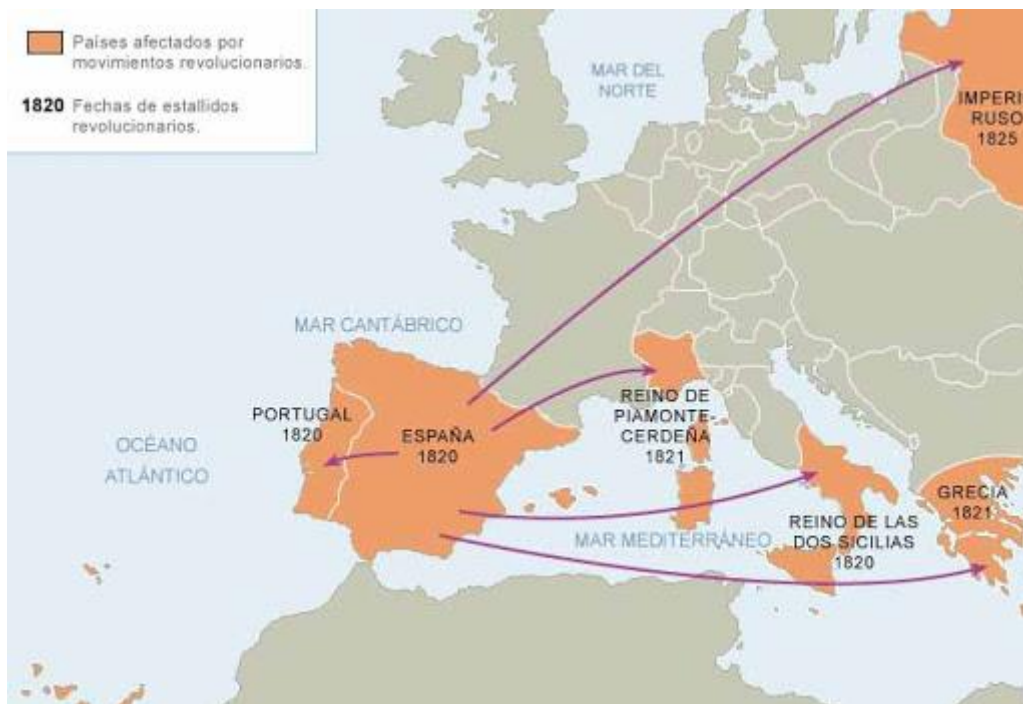 Países afectados por
movimientos revolucionarios.
1820 Fechas de estallidos
revolucionarios.
MAR DEL
NORTE
IMPERI
RUSO
1825
MAR CANTÁBRICO
PORTUGAL
1820
ESPAÑA
1820
REINO DE
PIAMONTE-
CERDEÑA
1821
OCÉANO
ATLÁNTICO
GRECIA
1821
REINO DE LAS
DOS SICILIAS
1820
MAR MEDITERRÁNEO